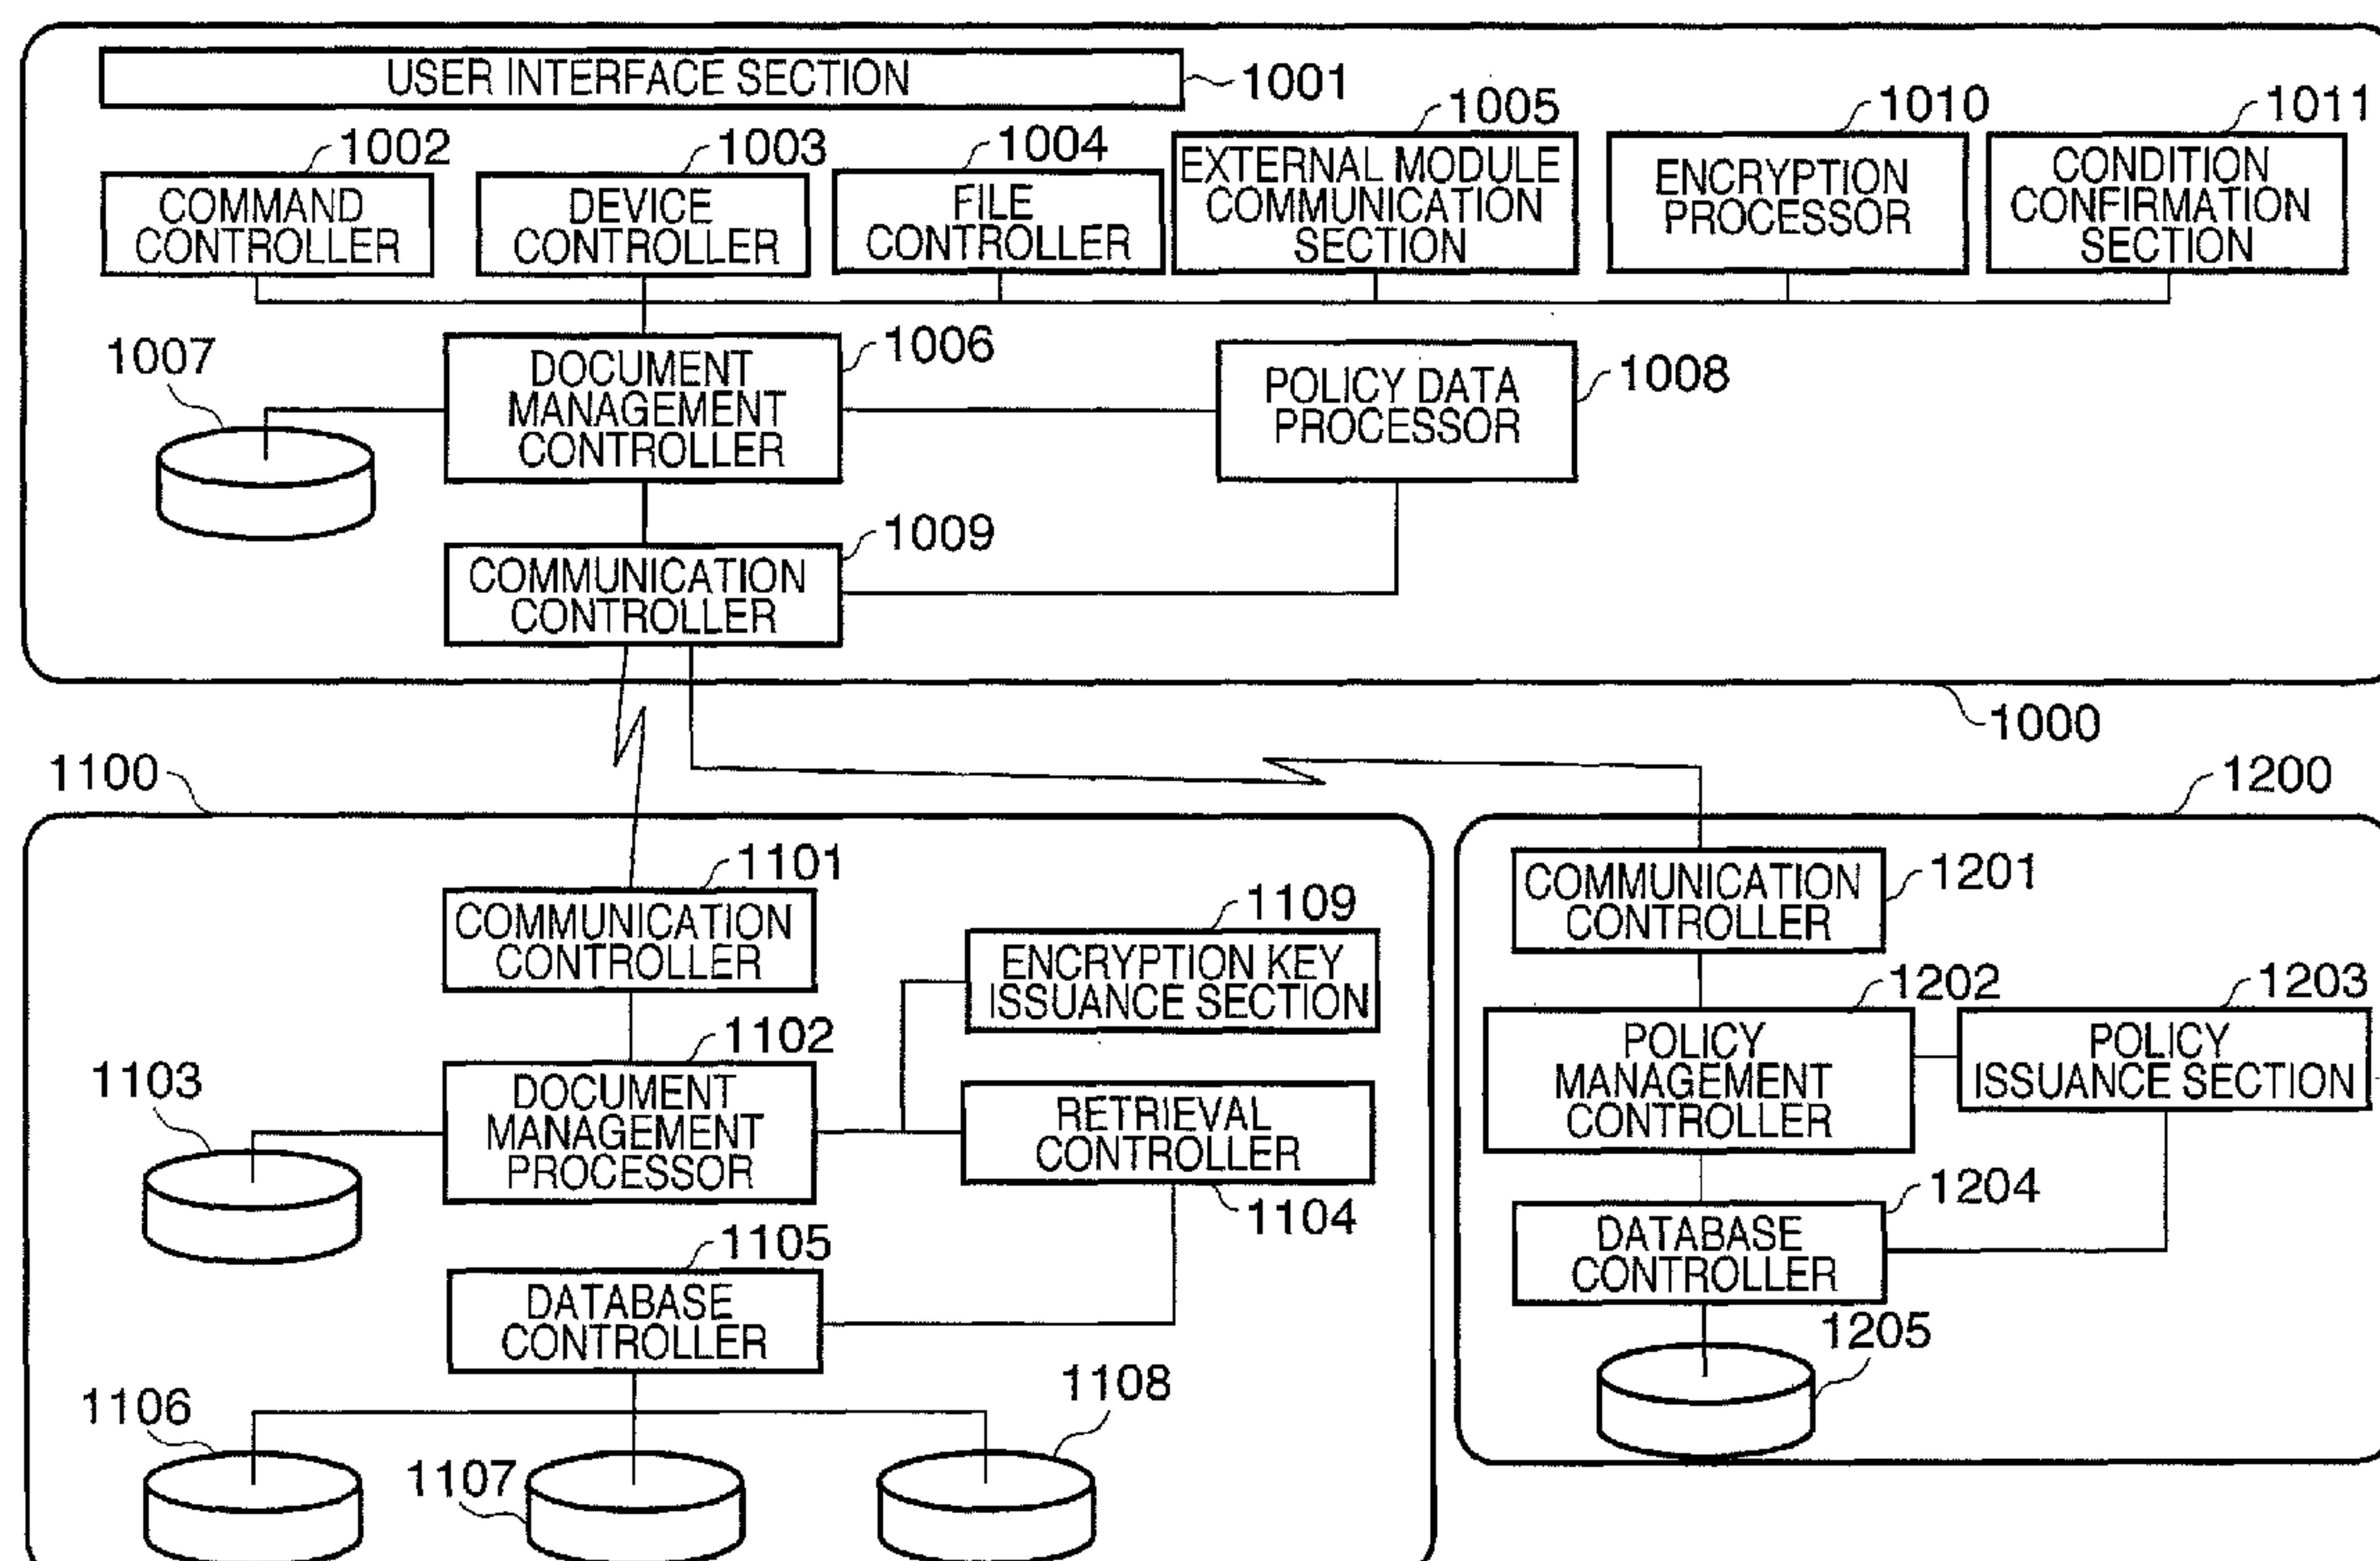 USER INTERFACE SECTION
1001
1002
1003
1004
1005
1010
1011
COMMAND
CONTROLLER
DEVICE
CONTROLLER
FILE
CONTROLLER
EXTERNAL MODULE
COMMUNICATION
SECTION
ENCRYPTION
PROCESSOR
CONDITION
CONFIRMATION
SECTION
1007
DOCUMENT
MANAGEMENT
CONTROLLER
1006
POLICY DATA
PROCESSOR
1008
COMMUNICATION
CONTROLLER
1009
1000
1100
1101
COMMUNICATION
CONTROLLER
1109
ENCRYPTION KEY
ISSUANCE SECTION
1102
DOCUMENT
MANAGEMENT
PROCESSOR
1103
RETRIEVAL
CONTROLLER
1104
1105
DATABASE
CONTROLLER
1106
1107
1108
1200
COMMUNICATION
CONTROLLER
1201
1202
POLICY
MANAGEMENT
CONTROLLER
1203
POLICY
ISSUANCE SECTION
1204
DATABASE
CONTROLLER
1205